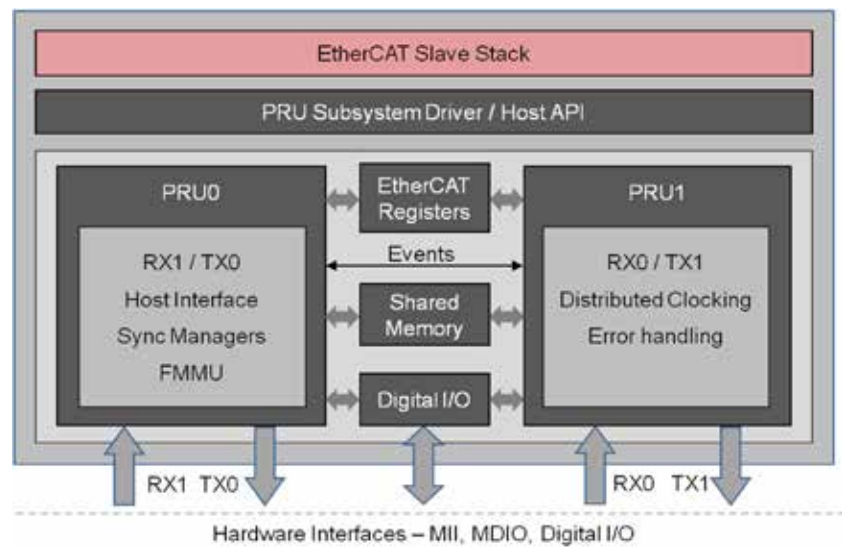 EtherCAT Slave Stack
PRU Subsystem Driver / Host API
PRU0
RX1 / TX0
Host Interface
Sync Managers
FMMU
EtherCAT
Registers
Events
Shared
Memory
Digital I/O
PRU1
RX0 / TX1
Distributed Clocking
Error handling
RX1 TX0
RX0 TX1
Hardware Interfaces – MII, MDIO, Digital I/O